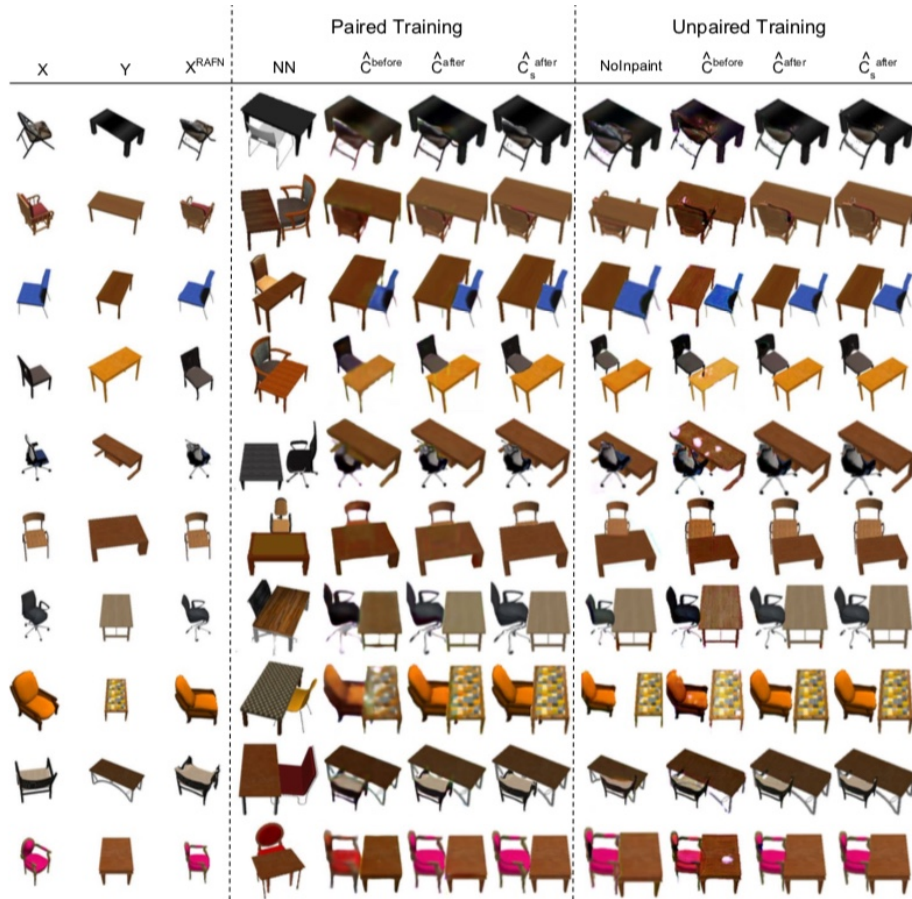 Paired Training Unpaired Training
X Y X^RAFN NN Ĉ^before Ĉ^after Ĉ_s^after NoInpaint Ĉ^before Ĉ^after Ĉ_s^after